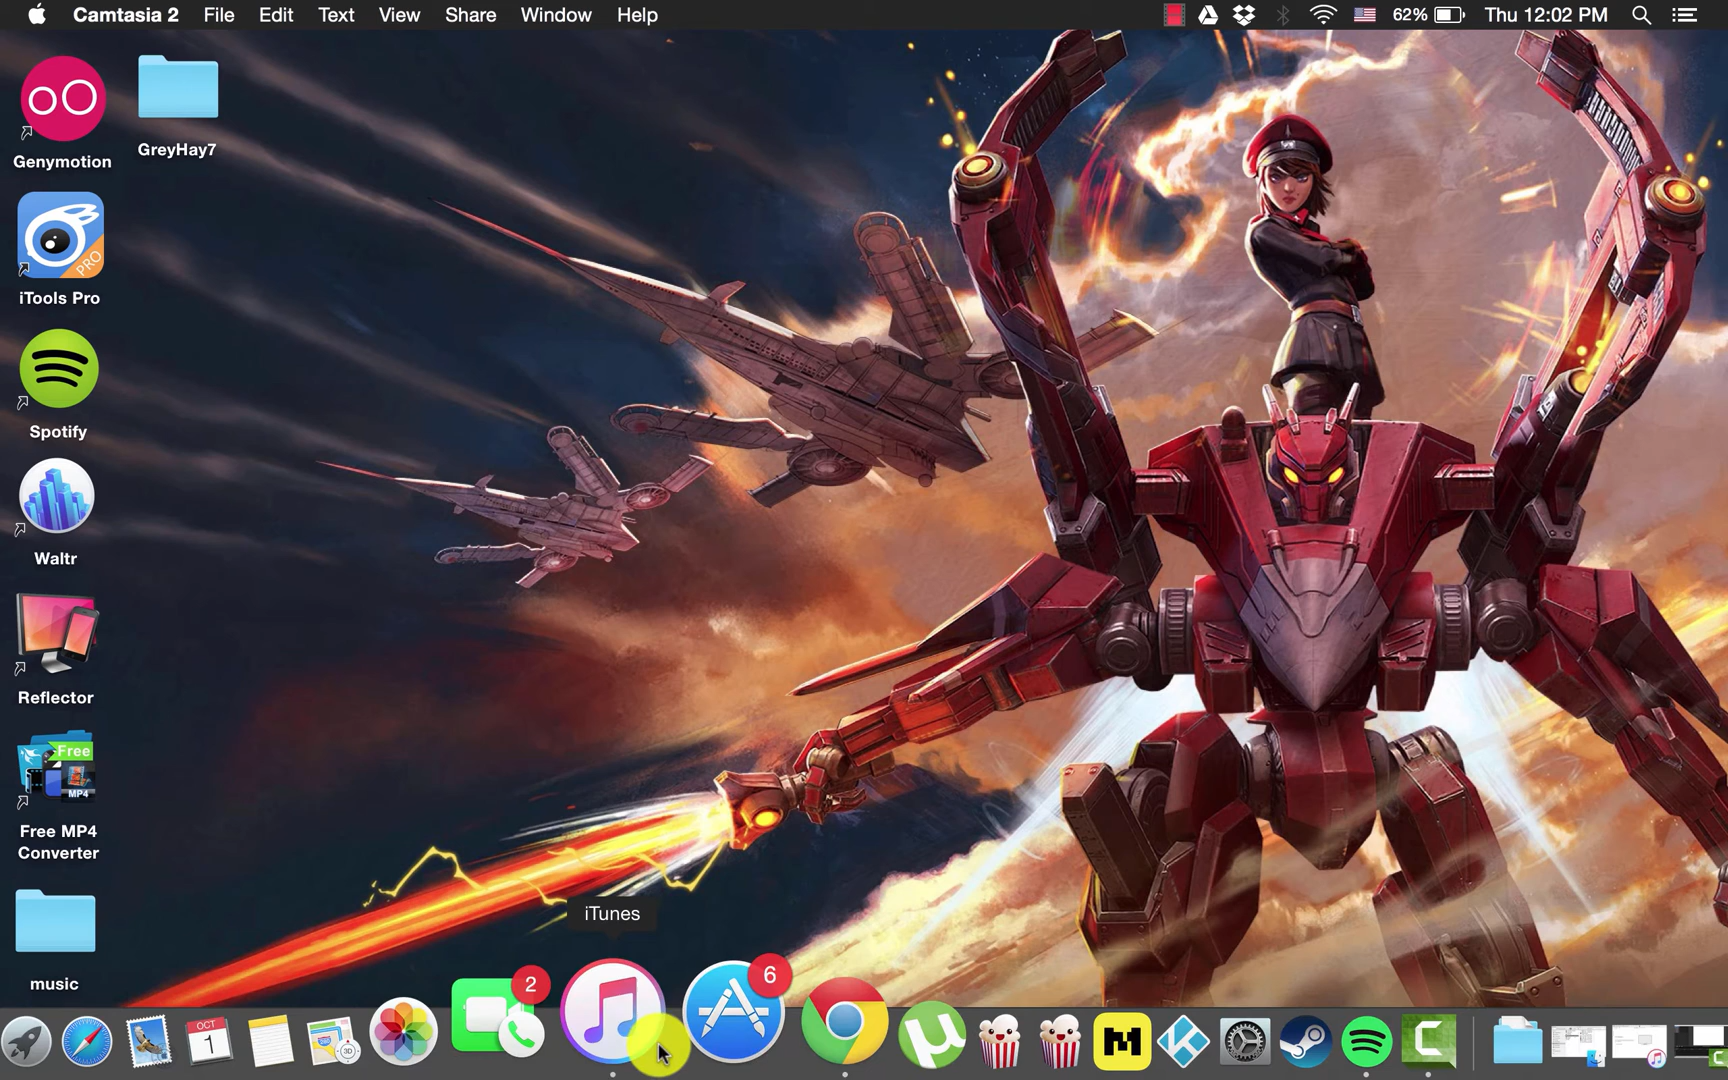 Camtasia 2 File Edit Text View Share Window Help 62% Thu 12:02 PM
Genymotion
GreyHay7
PRO
iTools Pro
Spotify
Waltr
Reflector
Free
MP4
Free MP4
Converter
music
iTunes
2
6
OCT
1
3D